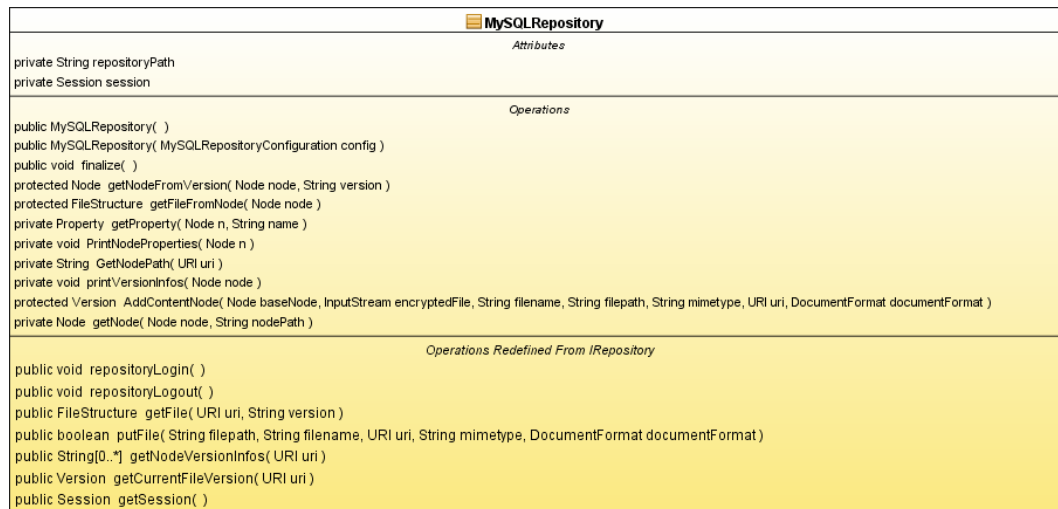 MySQLRepository
Attributes
private String repositoryPath
private Session session
Operations
public MySQLRepository( )
public MySQLRepository( MySQLRepositoryConfiguration config )
public void finalize( )
protected Node getNodeFromVersion( Node node, String version )
protected FileStructure getFileFromNode( Node node )
private Property getProperty( Node n, String name )
private void PrintNodeProperties( Node n )
private String GetNodePath( URI uri )
private void printVersionInfos( Node node )
protected Version AddContentNode( Node baseNode, InputStream encryptedFile, String filename, String filepath, String mimetype, URI uri, DocumentFormat documentFormat )
private Node getNode( Node node, String nodePath )
Operations Redefined From IRepository
public void repositoryLogin( )
public void repositoryLogout( )
public FileStructure getFile( URI uri, String version )
public boolean putFile( String filepath, String filename, URI uri, String mimetype, DocumentFormat documentFormat )
public String[0..*] getNodeVersionInfos( URI uri )
public Version getCurrentFileVersion( URI uri )
public Session getSession( )